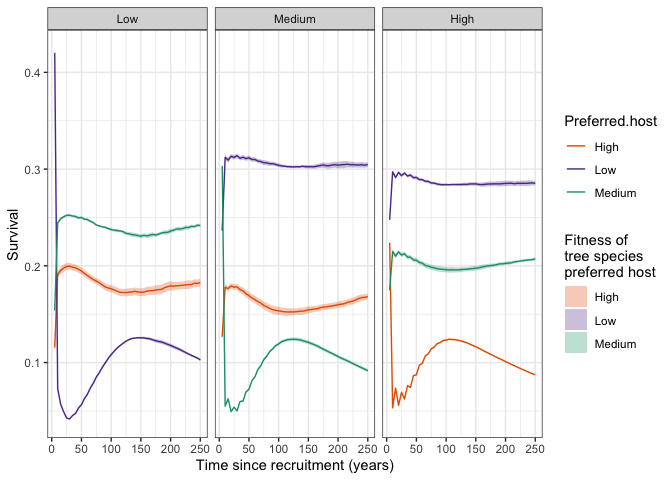 Low
Medium
High
0.4
0.3
0.2
0.1
Survival
0 50 100 150 200 250
0 50 100 150 200 250
0 50 100 150 200 250
Time since recruitment (years)
Preferred.host
High
Low
Medium
Fitness of
tree species
preferred host
High
Low
Medium